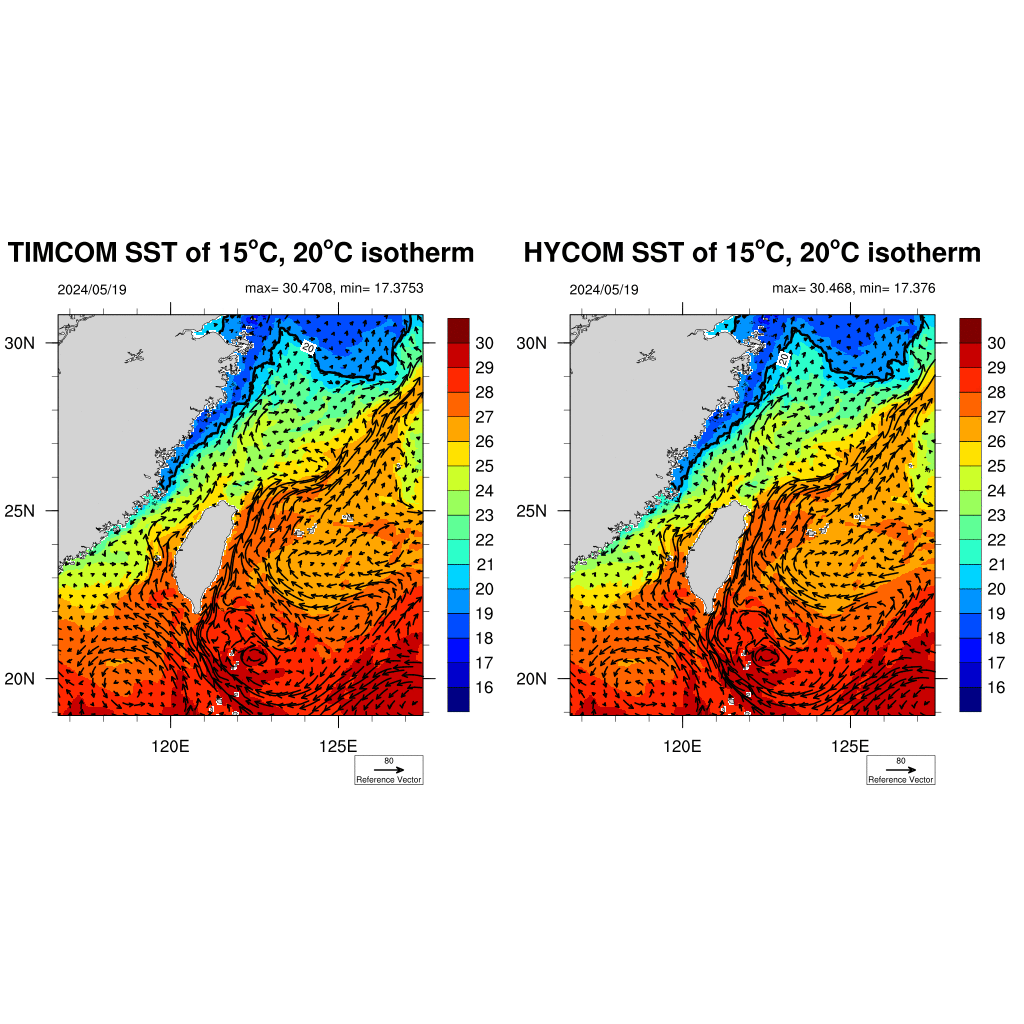 TIMCOM SST of 15°C, 20°C isotherm
2024/05/19
max= 30.4708, min= 17.3753
30N
25N
20N
120E
125E
20
30
29
28
27
26
25
24
23
22
21
20
19
18
17
16
80
Reference Vector
HYCOM SST of 15°C, 20°C isotherm
2024/05/19
max= 30.468, min= 17.376
30N
25N
20N
120E
125E
20
30
29
28
27
26
25
24
23
22
21
20
19
18
17
16
80
Reference Vector